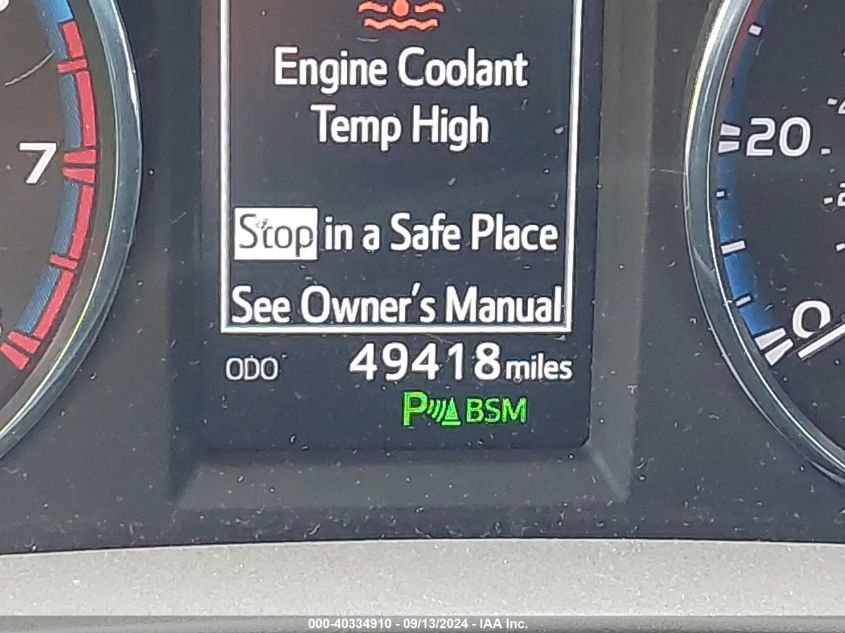 Engine Coolant
Temp High
Stop in a Safe Place
See Owner's Manual
ODO 49418 miles
P BSM
7
20
0
000-40334910 - 09/13/2024 - IAA Inc.